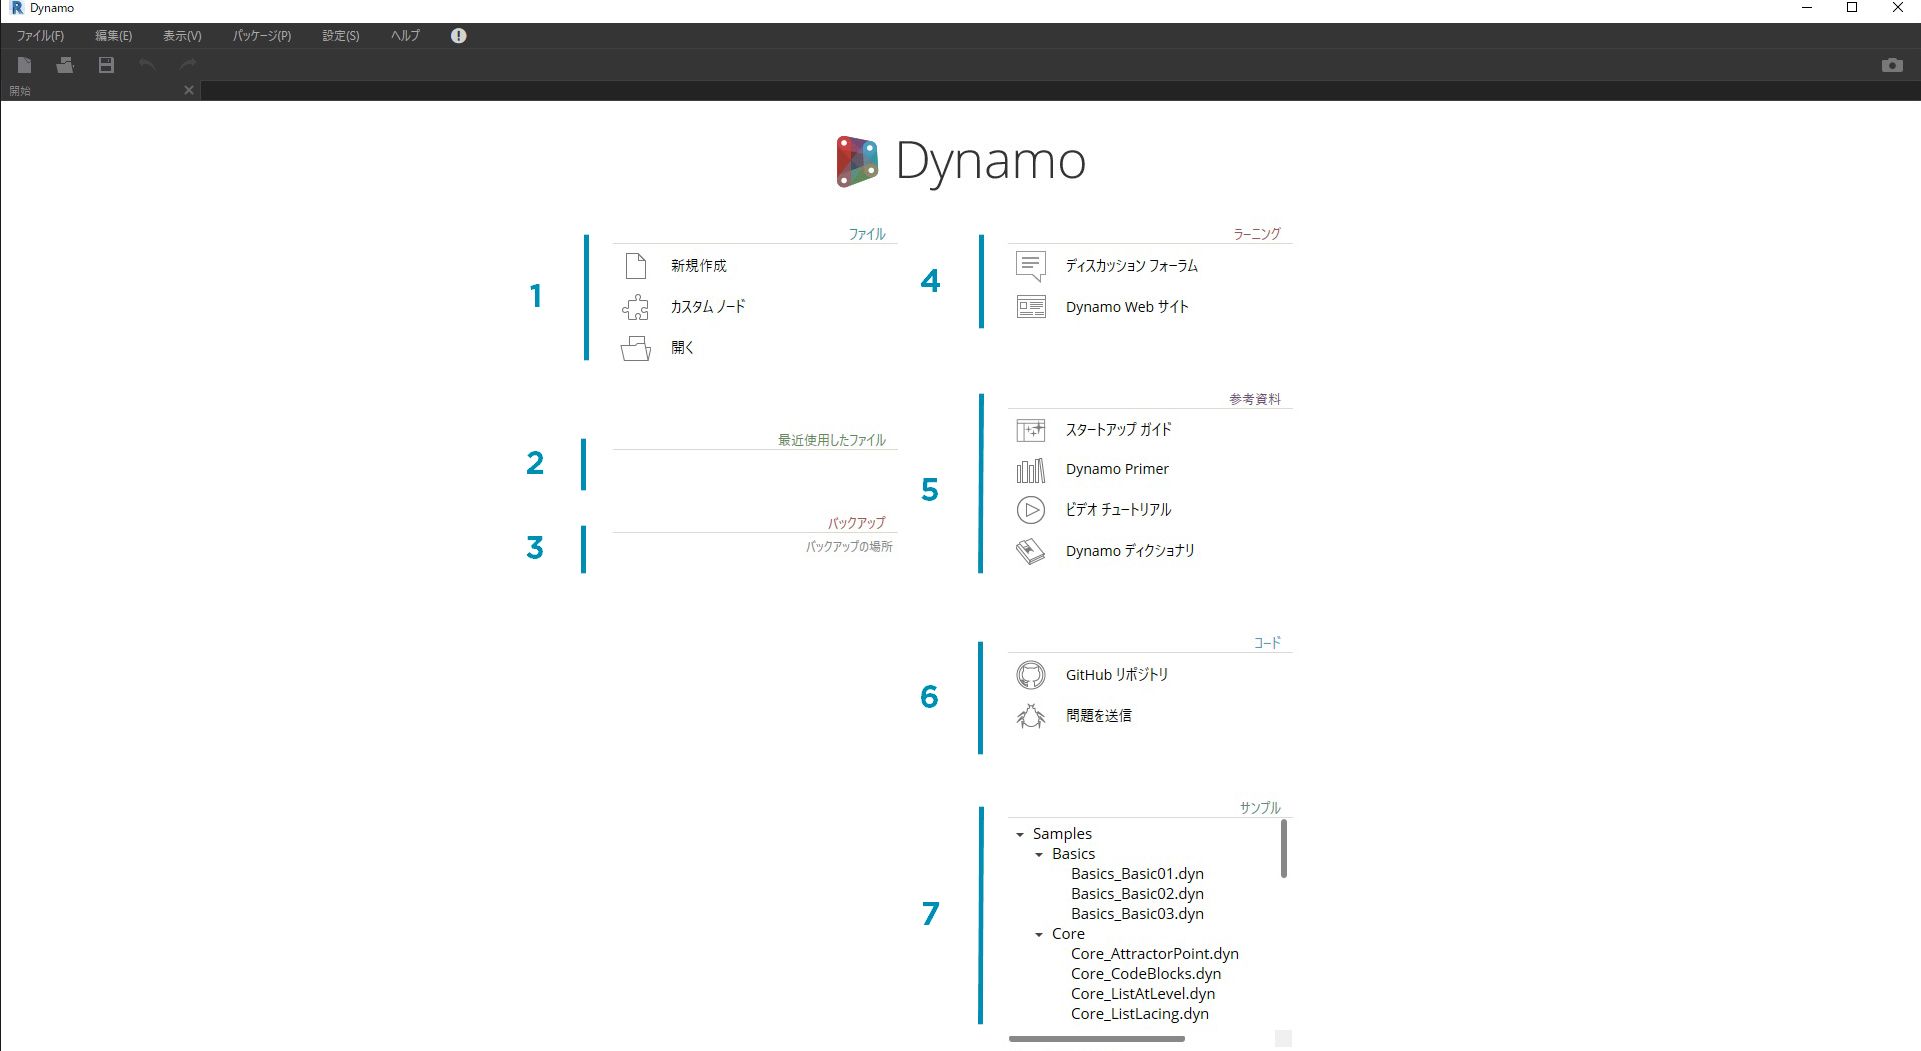 Dynamo
ファイル(F) 編集(E) 表示(V) パッケージ(P) 設定(S) ヘルプ
開始
Dynamo
1
ファイル
新規作成
カスタム ノード
開く
2
最近使用したファイル
3
バックアップ
バックアップの場所
4
ラーニング
ディスカッション フォーラム
Dynamo Web サイト
5
参考資料
スタートアップ ガイド
Dynamo Primer
ビデオ チュートリアル
Dynamo ディクショナリ
6
コード
GitHub リポジトリ
問題を送信
7
サンプル
Samples
Basics
Basics_Basic01.dyn
Basics_Basic02.dyn
Basics_Basic03.dyn
Core
Core_AttractorPoint.dyn
Core_CodeBlocks.dyn
Core_ListAtLevel.dyn
Core_ListLacing.dyn